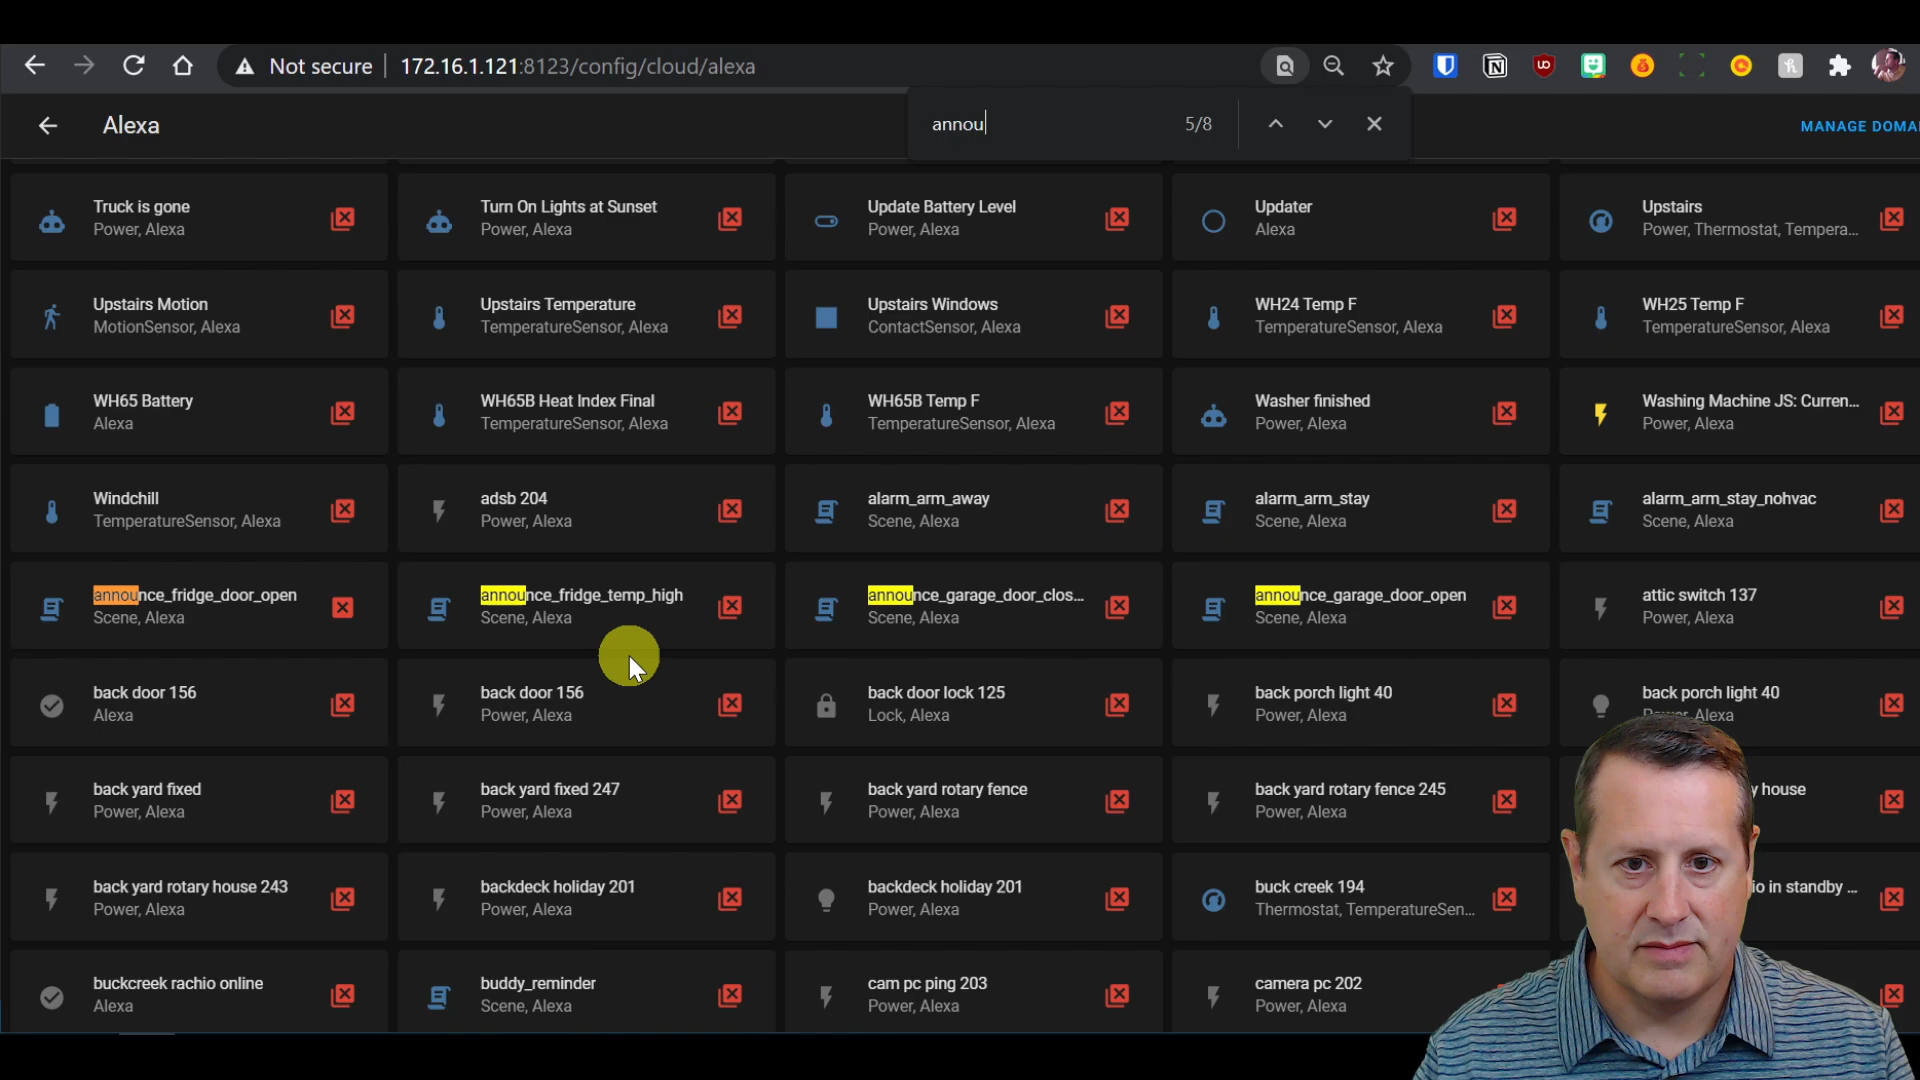 Not secure
172.16.1.121:8123/config/cloud/alexa
Alexa
annou
5/8
MANAGE DOMAI
Truck is gone
Power, Alexa
Turn On Lights at Sunset
Power, Alexa
Update Battery Level
Power, Alexa
Updater
Alexa
Upstairs
Power, Thermostat, Tempera...
Upstairs Motion
MotionSensor, Alexa
Upstairs Temperature
TemperatureSensor, Alexa
Upstairs Windows
ContactSensor, Alexa
WH24 Temp F
TemperatureSensor, Alexa
WH25 Temp F
TemperatureSensor, Alexa
WH65 Battery
Alexa
WH65B Heat Index Final
TemperatureSensor, Alexa
WH65B Temp F
TemperatureSensor, Alexa
Washer finished
Power, Alexa
Washing Machine JS: Curren...
Power, Alexa
Windchill
TemperatureSensor, Alexa
adsb 204
Power, Alexa
alarm_arm_away
Scene, Alexa
alarm_arm_stay
Scene, Alexa
alarm_arm_stay_nohvac
Scene, Alexa
announce_fridge_door_open
Scene, Alexa
announce_fridge_temp_high
Scene, Alexa
announce_garage_door_clos...
Scene, Alexa
announce_garage_door_open
Scene, Alexa
attic switch 137
Power, Alexa
back door 156
Alexa
back door 156
Power, Alexa
back door lock 125
Lock, Alexa
back porch light 40
Power, Alexa
back porch light 40
Power, Alexa
back yard fixed
Power, Alexa
back yard fixed 247
Power, Alexa
back yard rotary fence
Power, Alexa
back yard rotary fence 245
Power, Alexa
y house
back yard rotary house 243
Power, Alexa
backdeck holiday 201
Power, Alexa
backdeck holiday 201
Power, Alexa
buck creek 194
Thermostat, TemperatureSen...
io in standby ...
buckcreek rachio online
Alexa
buddy_reminder
Scene, Alexa
cam pc ping 203
Power, Alexa
camera pc 202
Power, Alexa